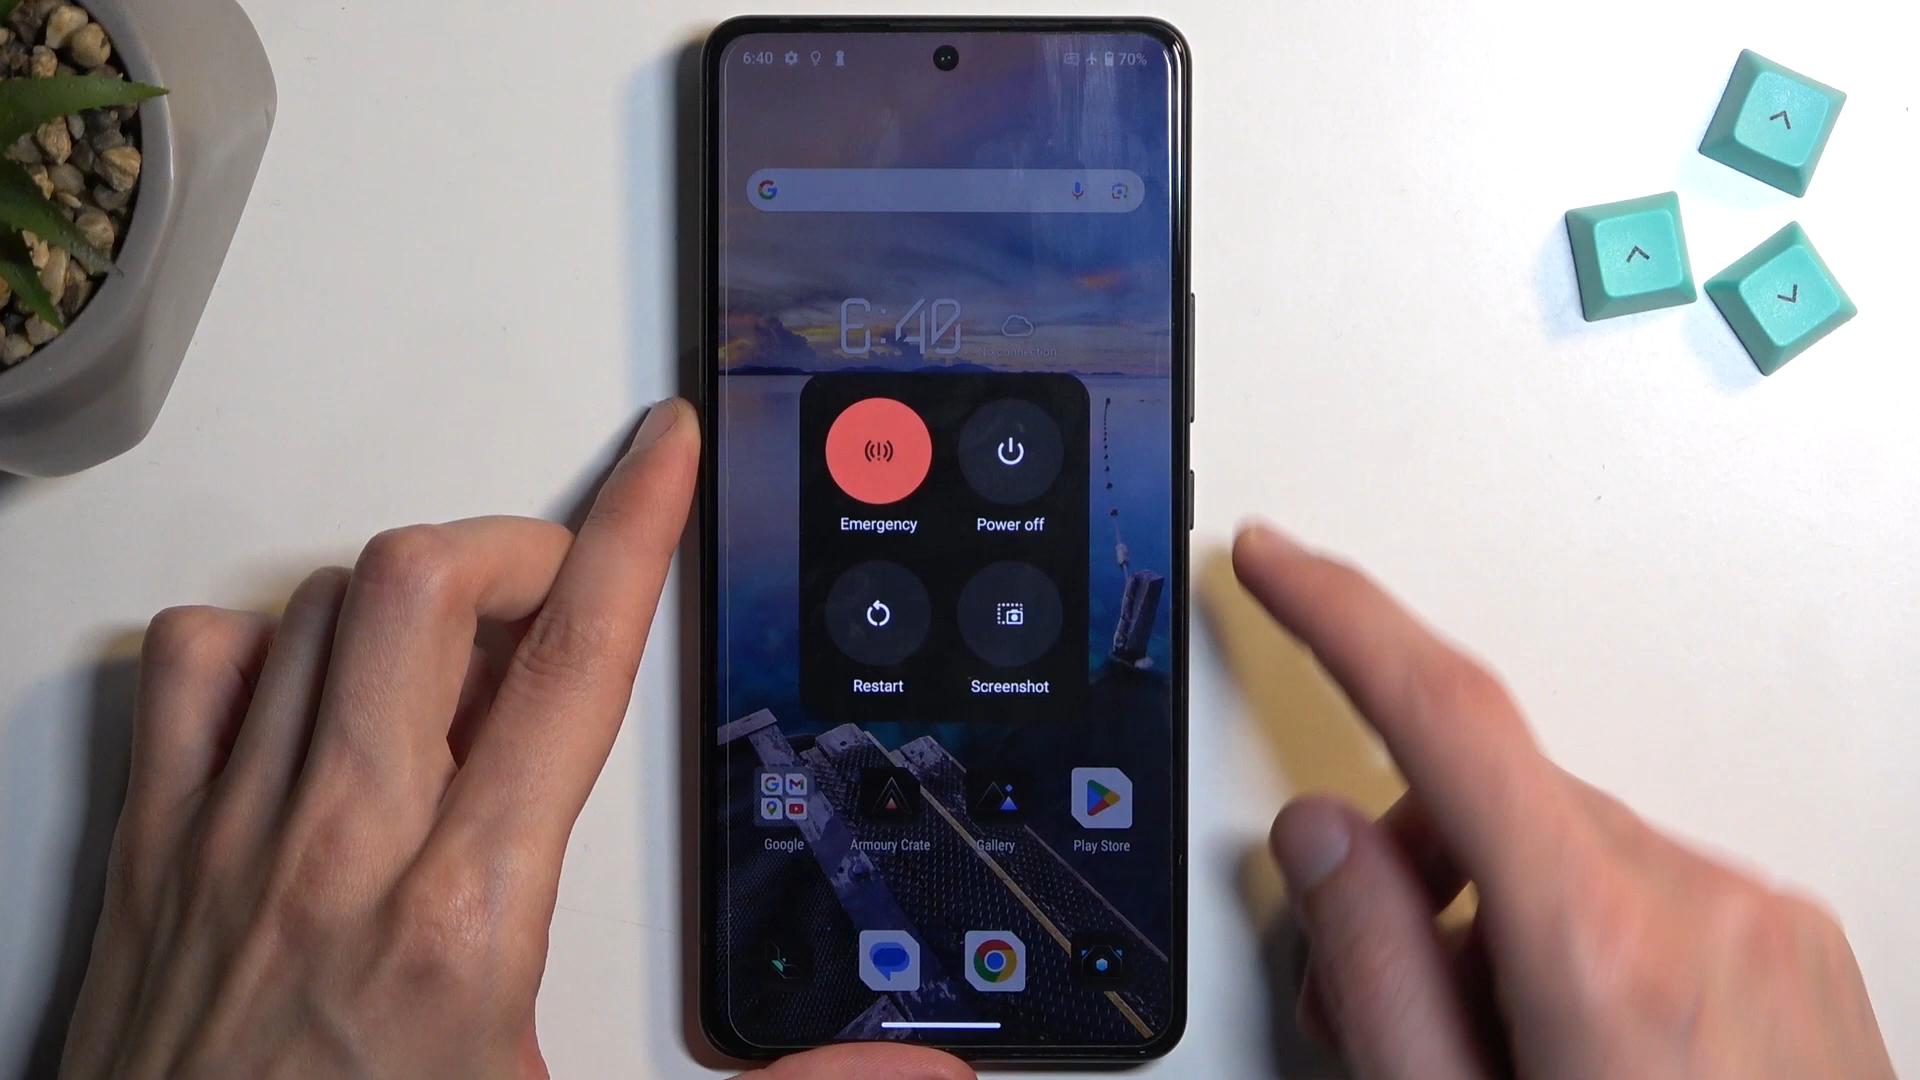 6:40 70%
6:40
No connection
Emergency Power off
Restart Screenshot
Google Armoury Crate Gallery Play Store